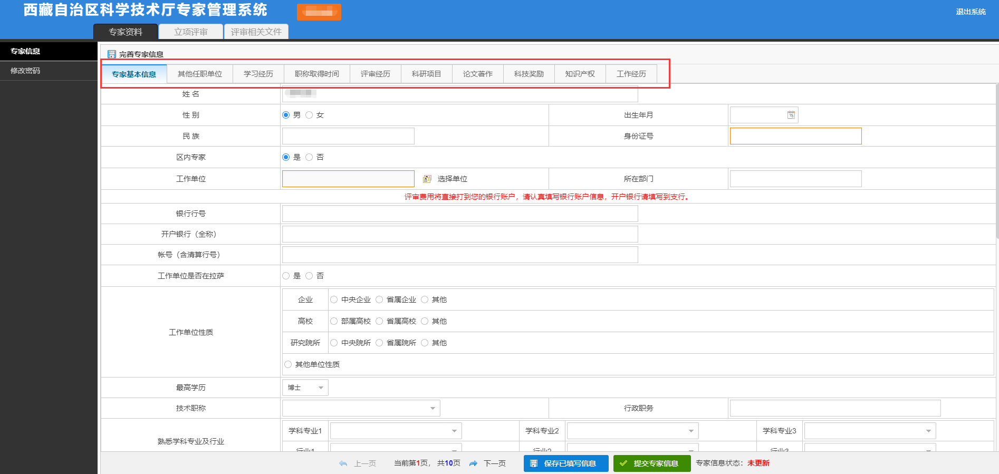 西藏自治区科学技术厅专家管理系统
退出系统
专家资料 立项评审 评审相关文件
专家信息
修改密码
完善专家信息
专家基本信息 其他任职单位 学习经历 职称取得时间 评审经历 科研项目 论文著作 科技奖励 知识产权 工作经历
姓 名
性 别 男 女 出生年月
民 族 身份证号
区内专家 是 否
工作单位 选择单位 所在部门
评审费用将直接打到您的银行账户，请认真填写银行账户信息，开户银行请填写到支行。
银行行号
开户银行（全称）
帐号（含清算行号）
工作单位是否在拉萨 是 否
工作单位性质
企业 中央企业 省属企业 其他
高校 部属高校 省属高校 其他
研究院所 中央院所 省属院所 其他
其他单位性质
最高学历 博士
技术职称 行政职务
熟悉学科专业及行业
学科专业1 学科专业2 学科专业3
行业1 行业2 行业3
上一页 当前第1页， 共10页 下一页 保存已填写信息 提交专家信息 专家信息状态：未更新